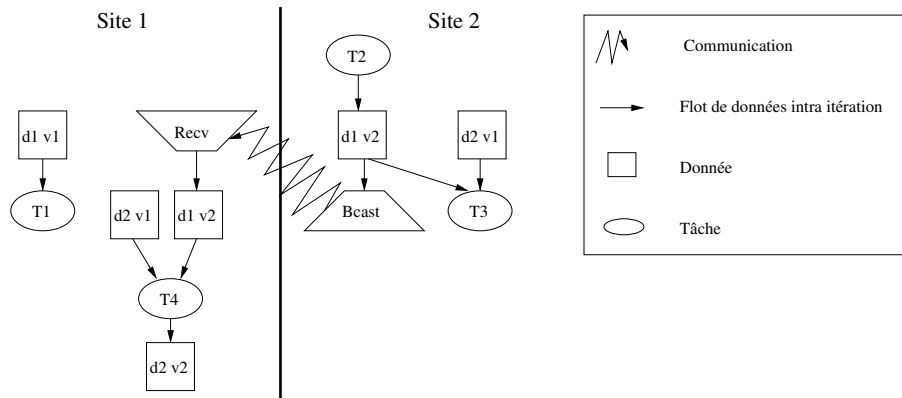 Site 1
Site 2
T2
Communication
d1 v1
Recv
d1 v2
d2 v1
Flot de données intra itération
Donnée
T1
d2 v1
d1 v2
Bcast
T3
Tâche
T4
d2 v2